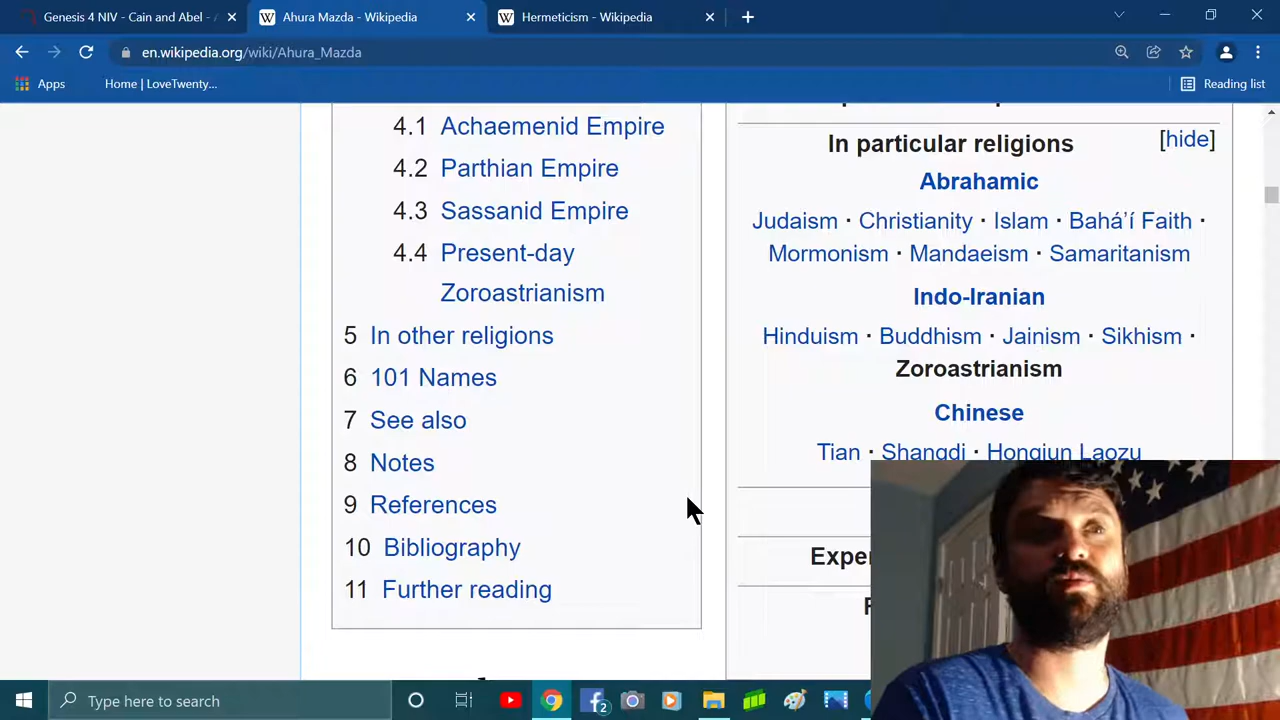 Genesis 4 NIV - Cain and Abel -
Ahura Mazda - Wikipedia
Hermeticism - Wikipedia
en.wikipedia.org/wiki/Ahura_Mazda
Apps
Home | LoveTwenty...
Reading list
4.1 Achaemenid Empire
4.2 Parthian Empire
4.3 Sassanid Empire
4.4 Present-day
Zoroastrianism
5 In other religions
6 101 Names
7 See also
8 Notes
9 References
10 Bibliography
11 Further reading
In particular religions [hide]
Abrahamic
Judaism · Christianity · Islam · Bahá’í Faith ·
Mormonism · Mandaeism · Samaritanism
Indo-Iranian
Hinduism · Buddhism · Jainism · Sikhism ·
Zoroastrianism
Chinese
Tian · Shangdi · Hongjun Laozu
Type here to search
2